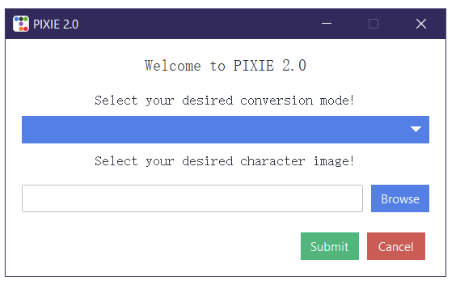 PIXIE 2.0
Welcome to PIXIE 2.0
Select your desired conversion mode!
Select your desired character image!
Browse
Submit Cancel